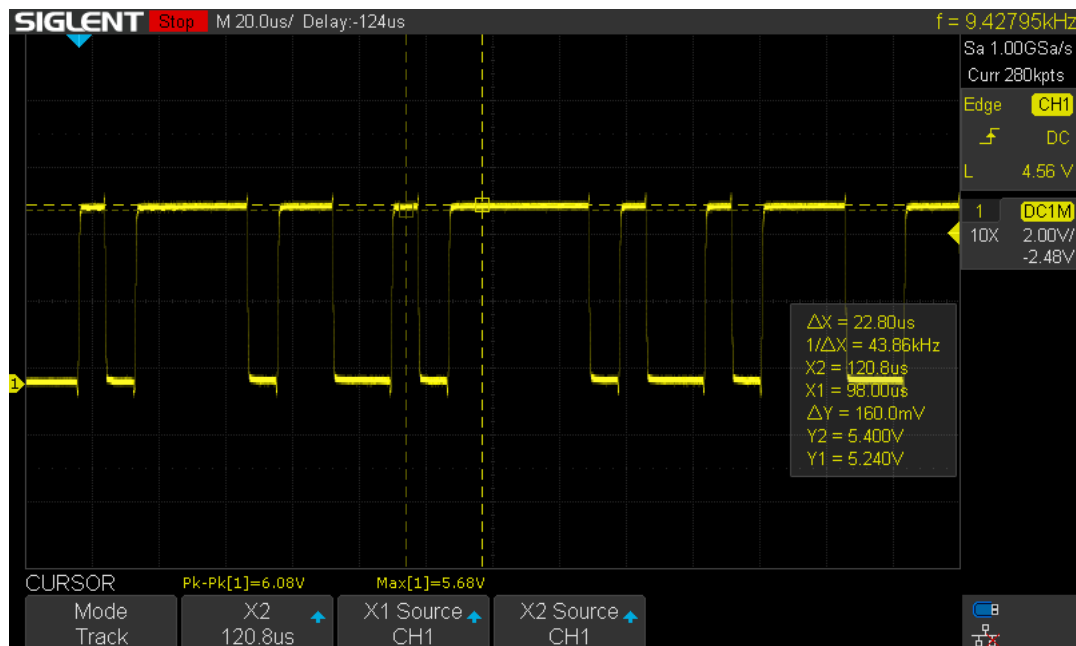 SIGLENT Stop M 20.0us/ Delay:-124us f = 9.42795kHz
Sa 1.00GSa/s
Curr 280kpts
Edge CH1
DC
L 4.56 V
1 DC1M
10X 2.00V/
-2.48V
1
△X = 22.80us
1/△X = 43.86kHz
X2 = 120.8us
X1 = 98.00us
△Y = 160.0mV
Y2 = 5.400V
Y1 = 5.240V
CURSOR Pk-Pk[1]=6.08V Max[1]=5.68V
Mode X2 X1 Source X2 Source
Track 120.8us CH1 CH1